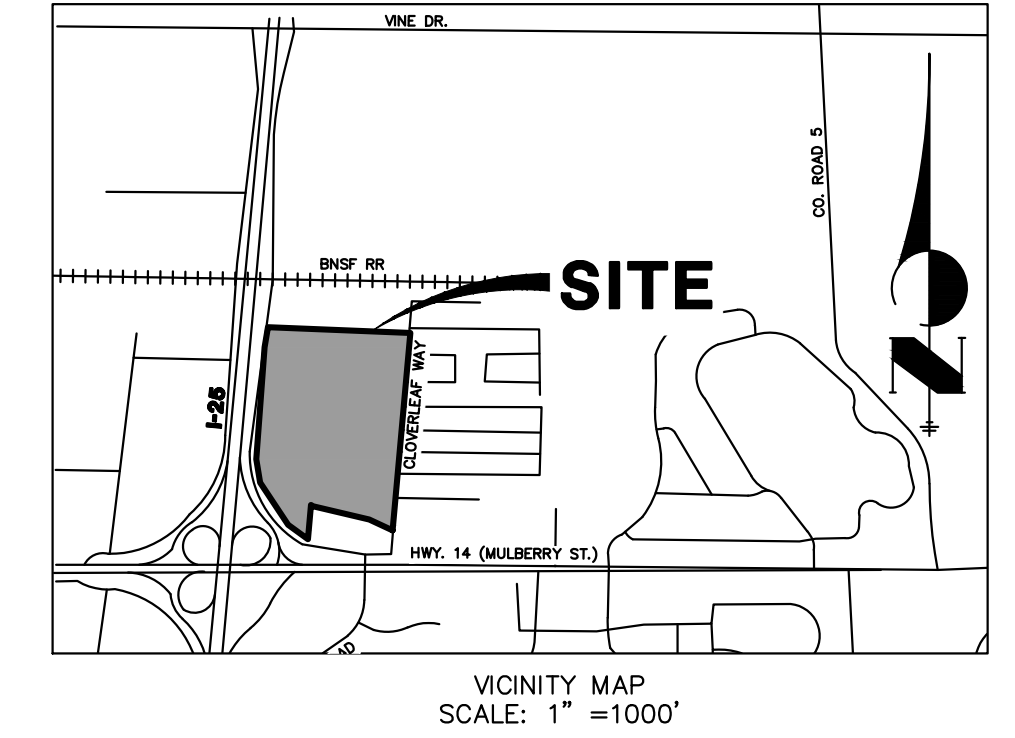 VINE DR.
CO. ROAD 5
BNSF RR
SITE
I-25
CLOVERLEAF WAY
N
HWY. 14 (MULBERRY ST.)
VICINITY MAP
SCALE: 1" =1000'